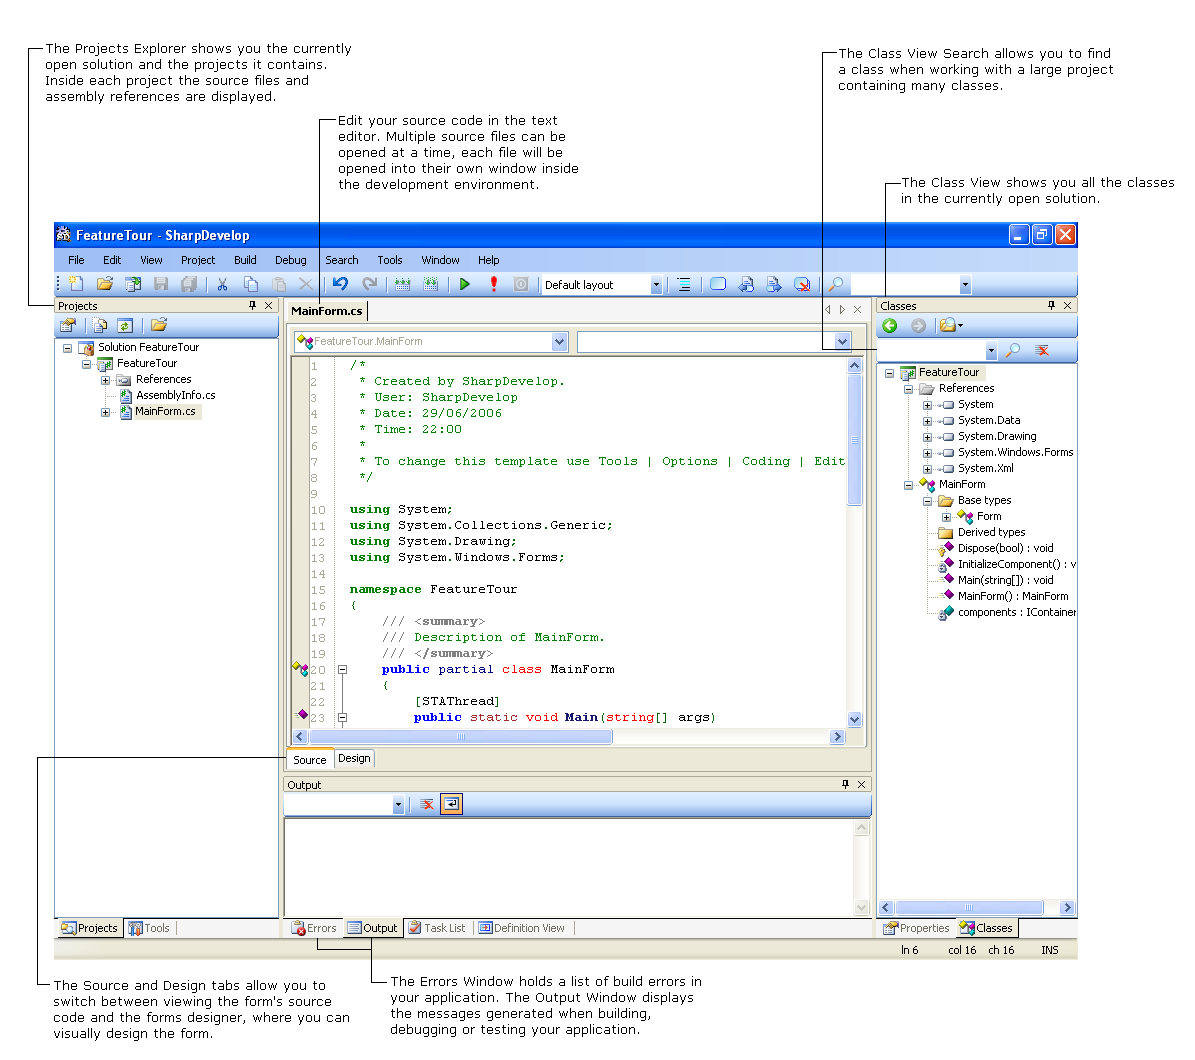 The Projects Explorer shows you the currently
open solution and the projects it contains.
Inside each project the source files and
assembly references are displayed.
The Class View Search allows you to find
a class when working with a large project
containing many classes.
Edit your source code in the text
editor. Multiple source files can be
opened at a time, each file will be
opened into their own window inside
the development environment.
The Class View shows you all the classes
in the currently open solution.
FeatureTour - SharpDevelop
File Edit View Project Build Debug Search Tools Window Help
Default layout
Projects
Solution FeatureTour
FeatureTour
References
AssemblyInfo.cs
MainForm.cs
MainForm.cs
FeatureTour.MainForm
1 /*
2 * Created by SharpDevelop.
3 * User: SharpDevelop
4 * Date: 29/06/2006
5 * Time: 22:00
6 *
7 * To change this template use Tools | Options | Coding | Edit
8 */
9
10 using System;
11 using System.Collections.Generic;
12 using System.Drawing;
13 using System.Windows.Forms;
14
15 namespace FeatureTour
16 {
17 /// <summary>
18 /// Description of MainForm.
19 /// </summary>
20 public partial class MainForm
21 {
22 [STAThread]
23 public static void Main(string[] args)
Source Design
Output
Classes
FeatureTour
References
System
System.Data
System.Drawing
System.Windows.Forms
System.Xml
MainForm
Base types
Form
Derived types
Dispose(bool) : void
InitializeComponent() : v
Main(string[]) : void
MainForm() : MainForm
components : IContainer
Projects Tools
Errors Output Task List Definition View
Properties Classes
ln 6 col 16 ch 16 INS
The Source and Design tabs allow you to
switch between viewing the form's source
code and the forms designer, where you can
visually design the form.
The Errors Window holds a list of build errors in
your application. The Output Window displays
the messages generated when building,
debugging or testing your application.